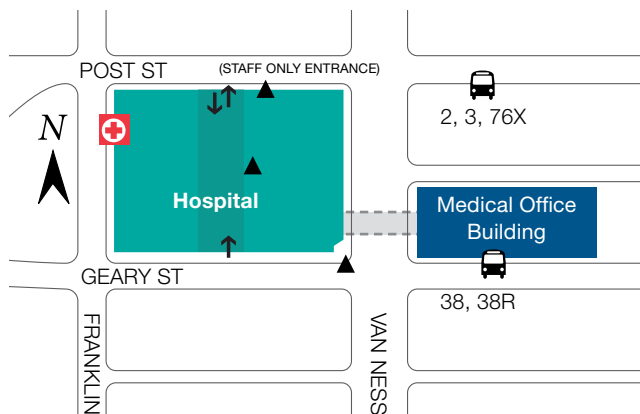 POST ST
(STAFF ONLY ENTRANCE)
2, 3, 76X
N
Hospital
Medical Office
Building
GEARY ST
38, 38R
FRANKLIN
VAN NESS